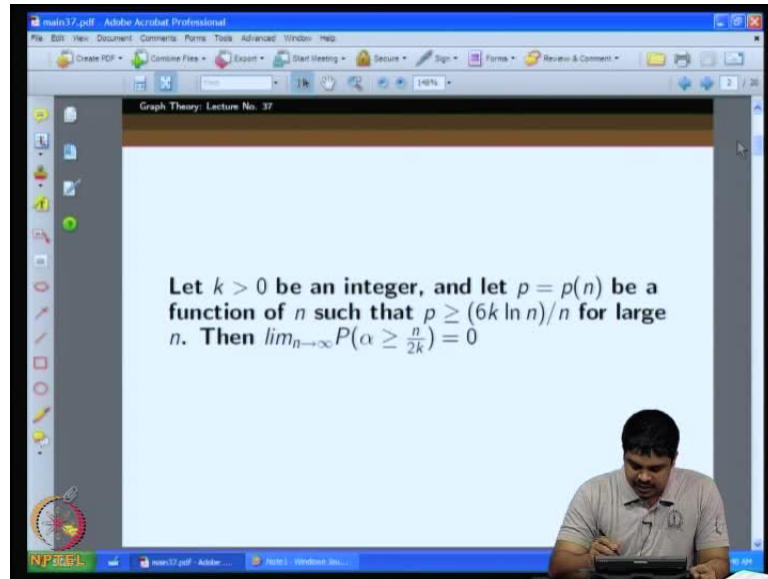 main37.pdf - Adobe Acrobat Professional
File Edit View Document Comments Forms Tools Advanced Window Help
Create PDF Combine Files Export Start Meeting Secure Sign Forms Review & Comment
149% 2
Graph Theory: Lecture No. 37
Let k > 0 be an integer, and let p = p(n) be a
function of n such that p ≥ (6k ln n)/n for large
n. Then lim_{n→∞} P(α ≥ n/2k) = 0
NPTEL
main37.pdf - Adobe ...
Note1 - Windows Jou...